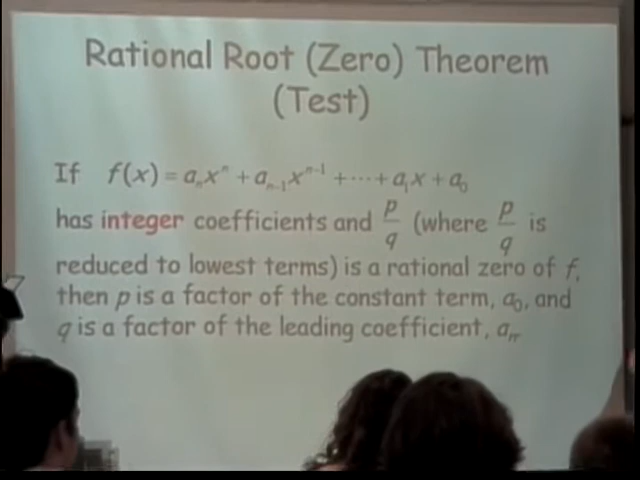 Rational Root (Zero) Theorem
(Test)
If f(x) = aₙxⁿ + aₙ₋₁xⁿ⁻¹ + ⋯ + a₁x + a₀
has integer coefficients and p/q (where p/q is
reduced to lowest terms) is a rational zero of f,
then p is a factor of the constant term, a₀, and
q is a factor of the leading coefficient, aₙ.